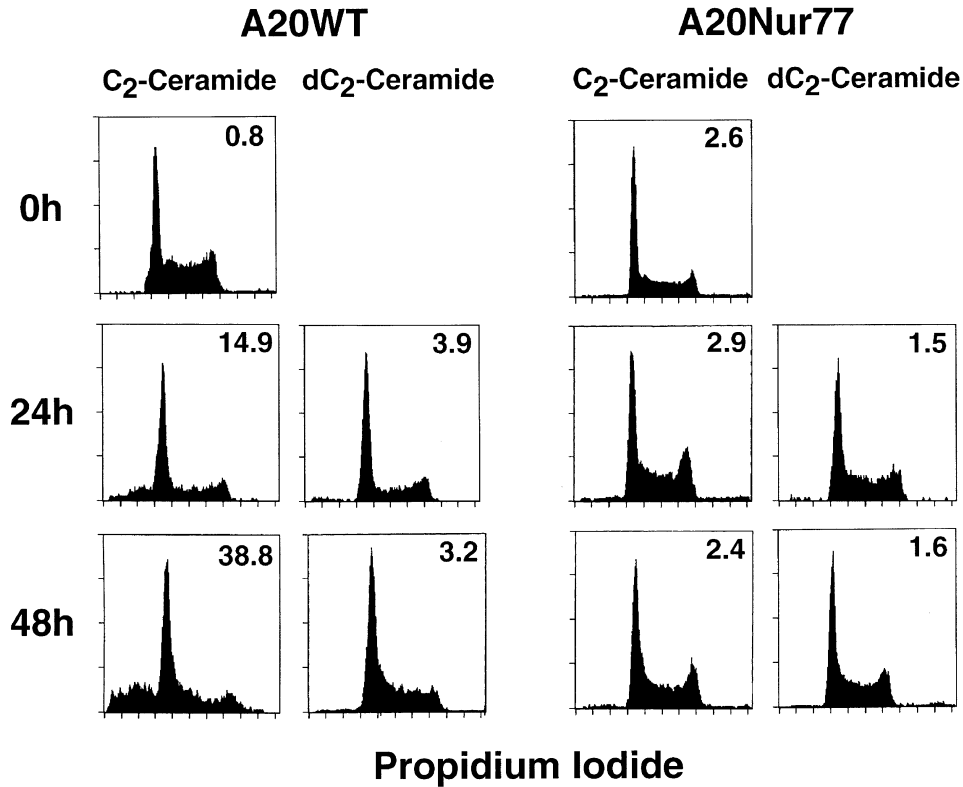 A20WT A20Nur77
C2-Ceramide dC2-Ceramide C2-Ceramide dC2-Ceramide
0h 0.8 2.6
24h 14.9 3.9 2.9 1.5
48h 38.8 3.2 2.4 1.6
Propidium Iodide